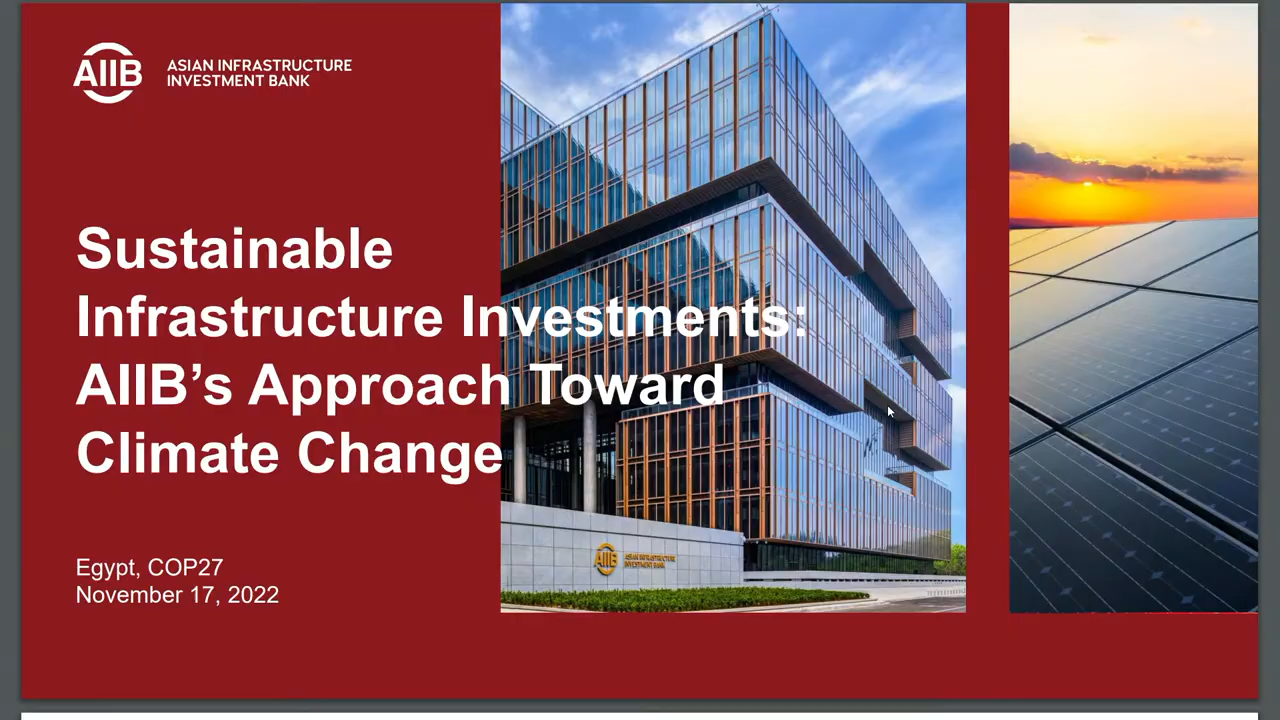 AIIB
ASIAN INFRASTRUCTURE
INVESTMENT BANK
Sustainable
Infrastructure Investments:
AIIB’s Approach Toward
Climate Change
Egypt, COP27
November 17, 2022
AIIB
ASIAN INFRASTRUCTURE
INVESTMENT BANK